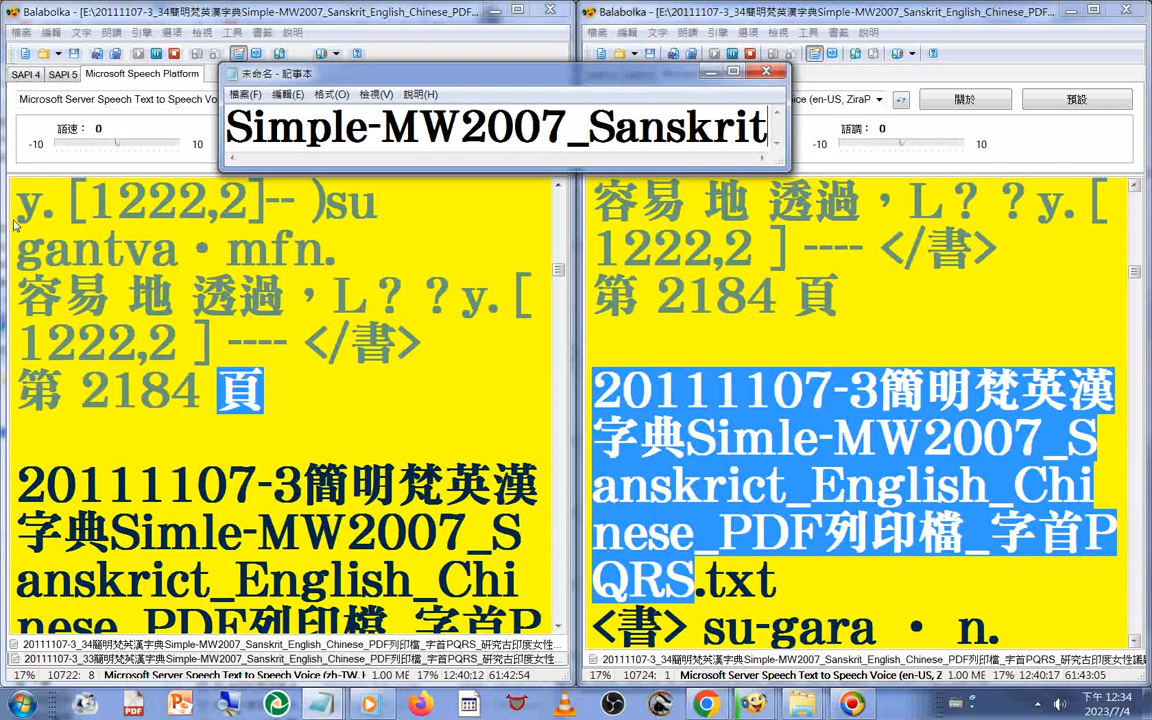 Balabolka - [E:\20111107-3_34簡明梵英漢字典Simple-MW2007_Sanskrit_English_Chinese_PDF...
Balabolka - [E:\20111107-3_34簡明梵英漢字典Simple-MW2007_Sanskrit_English_Chinese_PDF...
檔案 編輯 文字 朗讀 引擎 選項 檢視 工具 書籤 說明
檔案 編輯 文字 朗讀 引擎 選項 檢視 工具 書籤 說明
SAPI 4 SAPI 5 Microsoft Speech Platform
未命名 - 記事本
檔案(F) 編輯(E) 格式(O) 檢視(V) 說明(H)
Simple-MW2007_Sanskrit
Microsoft Server Speech Text to Speech Vo
ice (en-US, ZiraP
關於
預設
語速： 0
-10 10
語調： 0
-10 10
y. [1222,2]-- )su
gantva・mfn.
容易 地 透過，L？？y. [
1222,2 ] ---- </書>
第 2184 頁
20111107-3簡明梵英漢
字典Simle-MW2007_S
anskrict_English_Chi
nese_PDF列印檔_字首P
容易 地 透過，L？？y. [
1222,2 ] ---- </書>
第 2184 頁
20111107-3簡明梵英漢
字典Simle-MW2007_S
anskrict_English_Chi
nese_PDF列印檔_字首P
QRS.txt
<書> su-gara ・ n.
20111107-3_34簡明梵英漢字典Simple-MW2007_Sanskrit_English_Chinese_PDF列印檔_字首PQRS_研究古印度女性...
20111107-3_33簡明梵英漢字典Simple-MW2007_Sanskrit_English_Chinese_PDF列印檔_字首PQRS_研究古印度女性...
20111107-3_34簡明梵英漢字典Simple-MW2007_Sanskrit_English_Chinese_PDF列印檔_字首PQRS_研究古印度女性議
17% 10722: 8 Microsoft Server Speech Text to Speech Voice (zh-TW, 1.00 MB 17% 12:40:12 61:42:54
17% 10724: 1 Microsoft Server Speech Text to Speech Voice (en-US, Z 1.00 MB 17% 12:40:17 61:43:05
下午 12:34
2023/7/4